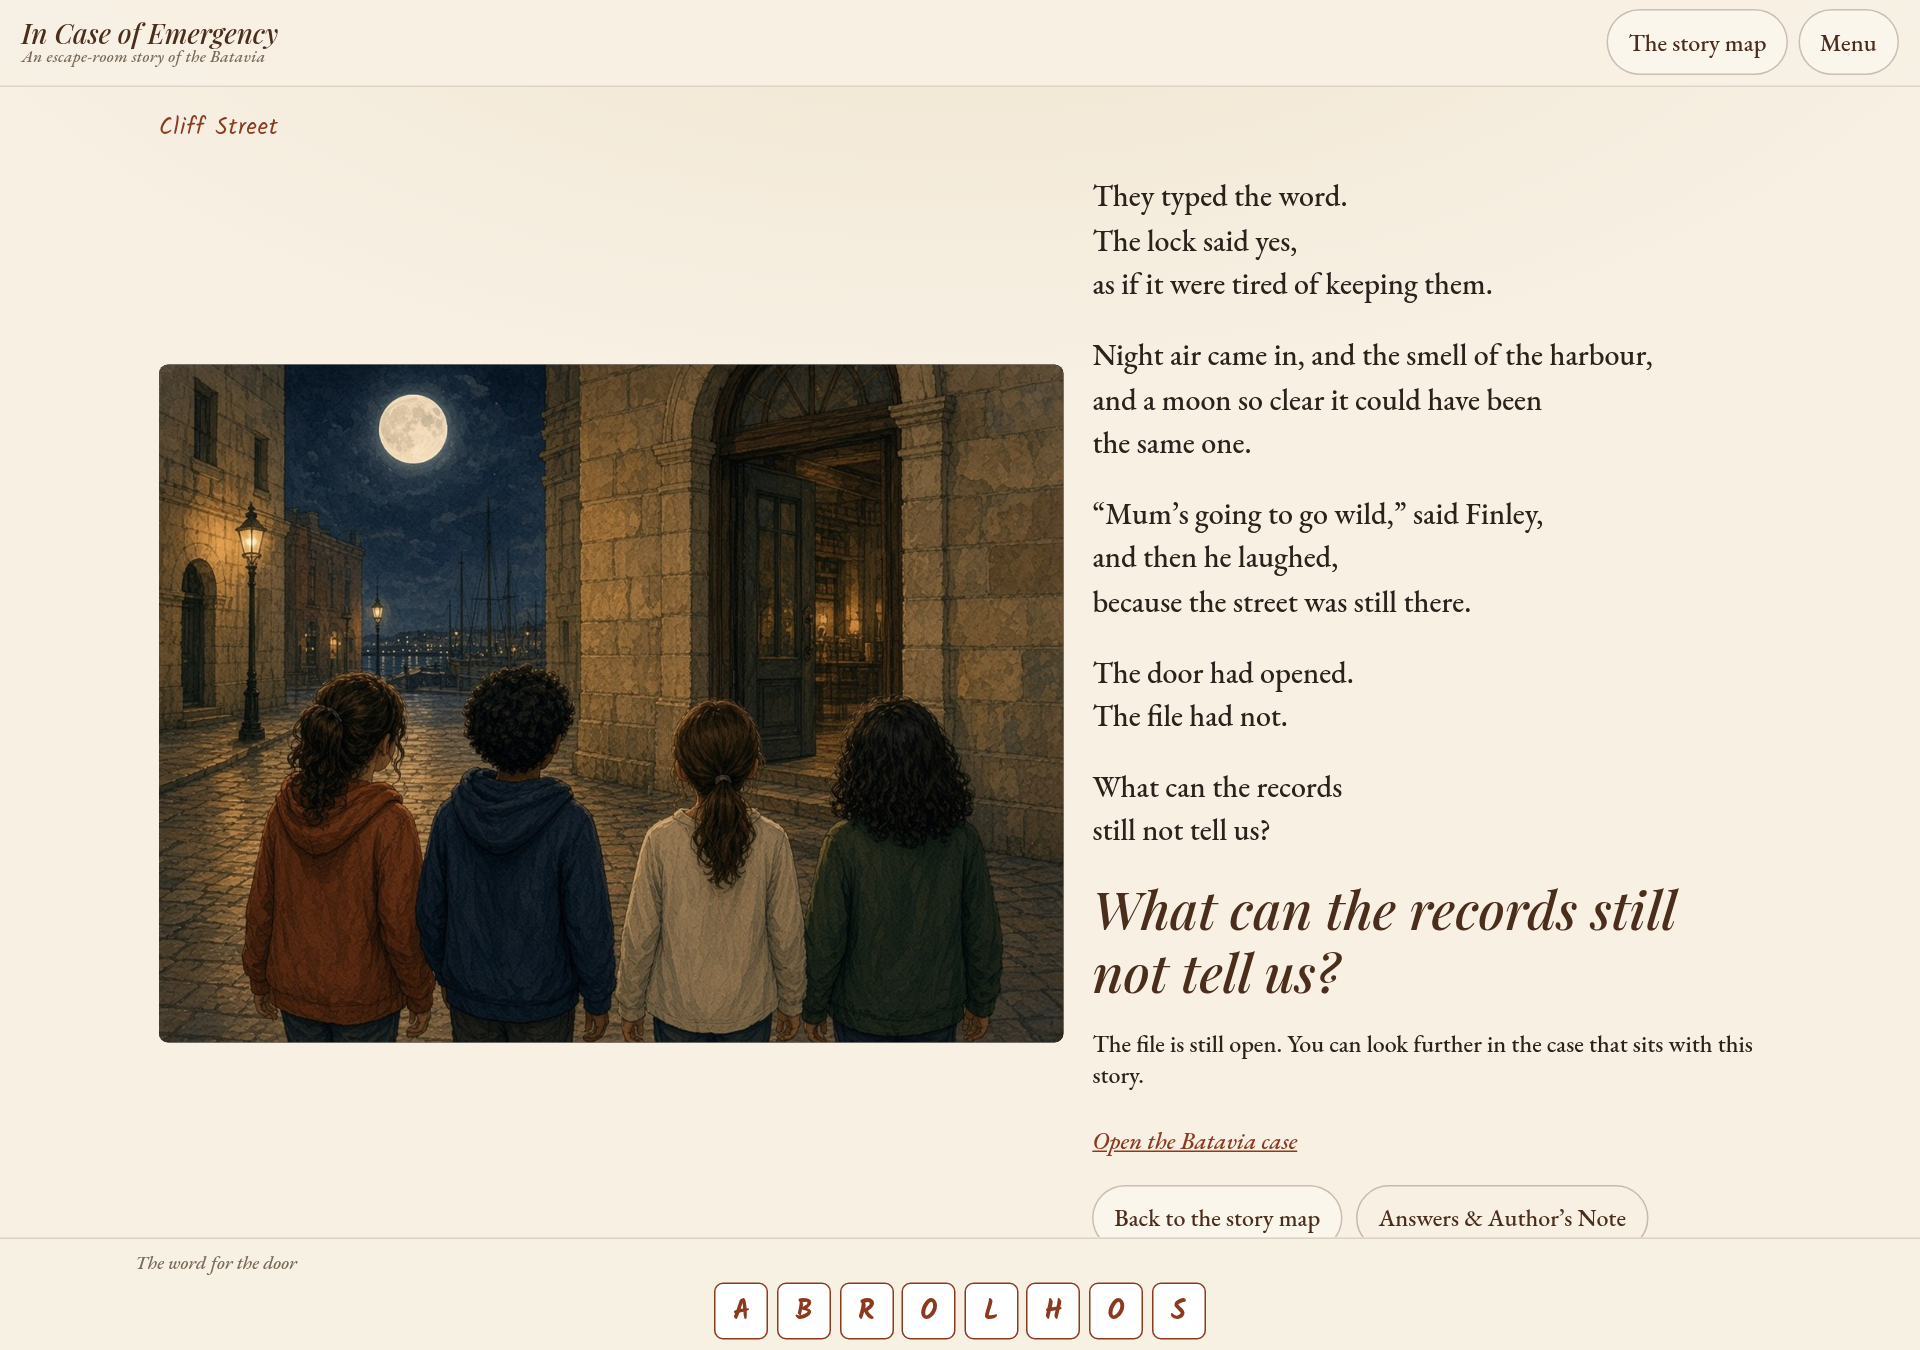 In Case of Emergency
An escape-room story of the Batavia
The story map
Menu
Cliff Street
They typed the word.
The lock said yes,
as if it were tired of keeping them.
Night air came in, and the smell of the harbour,
and a moon so clear it could have been
the same one.
“Mum’s going to go wild,” said Finley,
and then he laughed,
because the street was still there.
The door had opened.
The file had not.
What can the records
still not tell us?
What can the records still
not tell us?
The file is still open. You can look further in the case that sits with this
story.
Open the Batavia case
Back to the story map
Answers & Author’s Note
The word for the door
A B R O L H O S